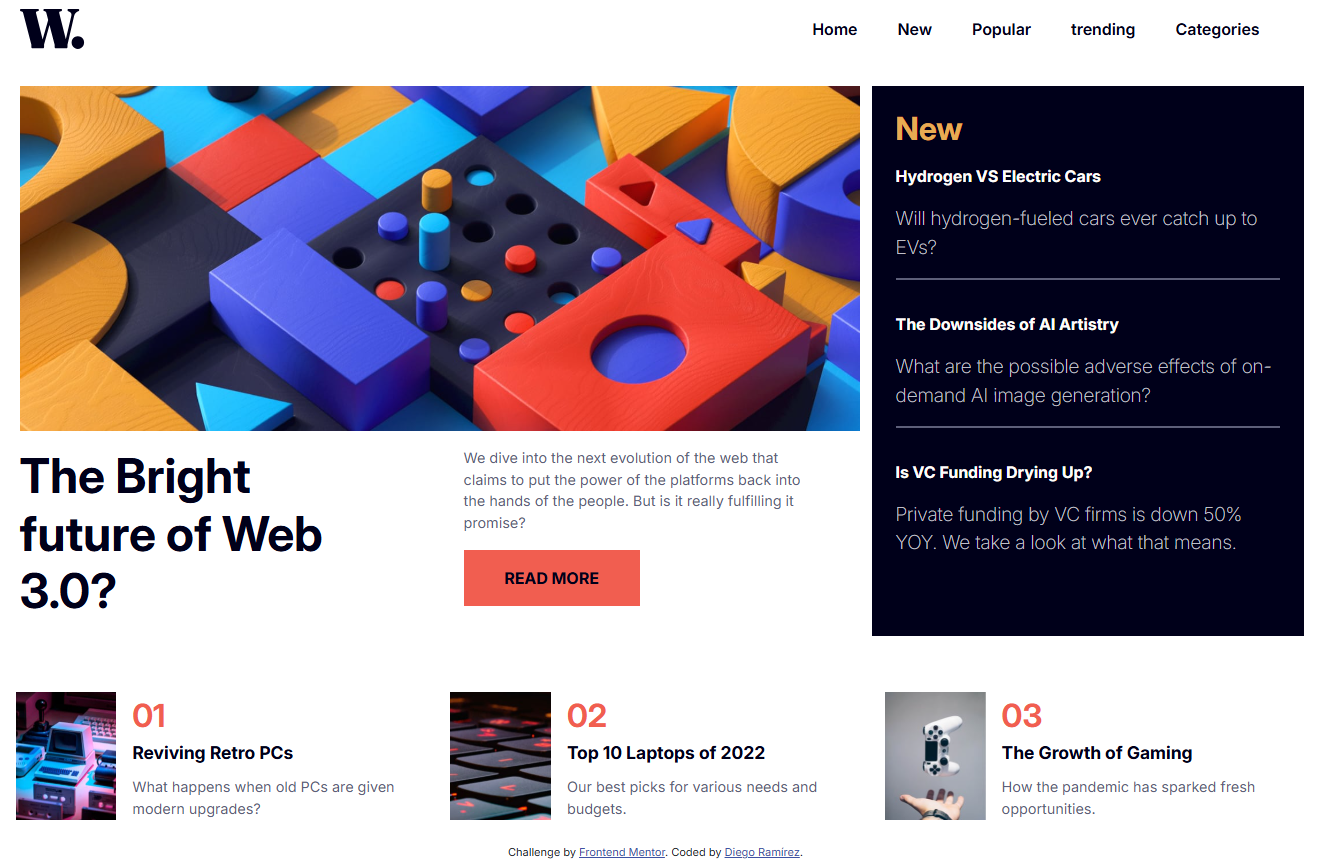 W.
Home New Popular trending Categories
The Bright
future of Web
3.0?
We dive into the next evolution of the web that
claims to put the power of the platforms back into
the hands of the people. But is it really fulfilling it
promise?
READ MORE
New
Hydrogen VS Electric Cars
Will hydrogen-fueled cars ever catch up to
EVs?
The Downsides of AI Artistry
What are the possible adverse effects of on-
demand AI image generation?
Is VC Funding Drying Up?
Private funding by VC firms is down 50%
YOY. We take a look at what that means.
01
Reviving Retro PCs
What happens when old PCs are given
modern upgrades?
02
Top 10 Laptops of 2022
Our best picks for various needs and
budgets.
03
The Growth of Gaming
How the pandemic has sparked fresh
opportunities.
Challenge by Frontend Mentor. Coded by Diego Ramírez.